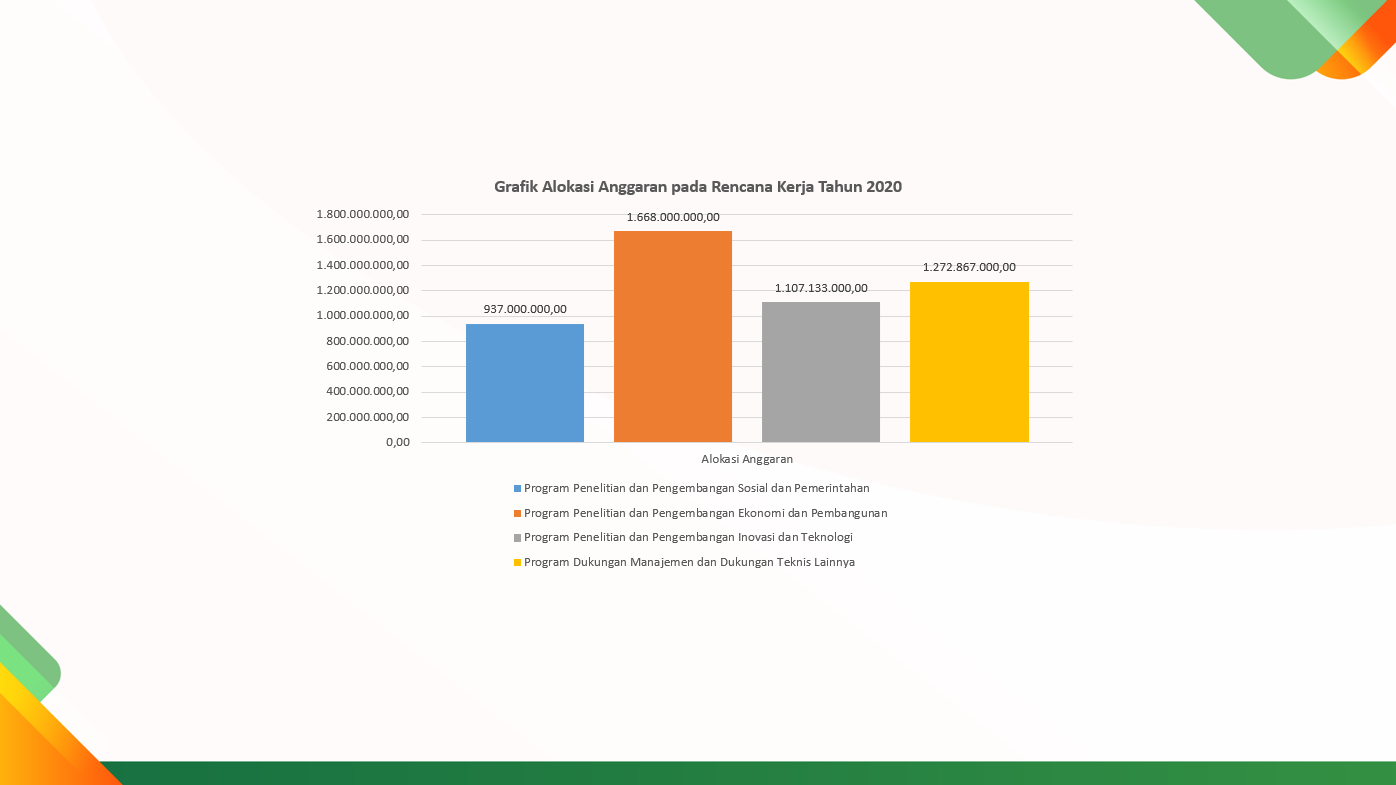 Grafik Alokasi Anggaran pada Rencana Kerja Tahun 2020
1.800.000.000,00
1.600.000.000,00
1.400.000.000,00
1.200.000.000,00
1.000.000.000,00
800.000.000,00
600.000.000,00
400.000.000,00
200.000.000,00
0,00
937.000.000,00
1.668.000.000,00
1.107.133.000,00
1.272.867.000,00
Alokasi Anggaran
Program Penelitian dan Pengembangan Sosial dan Pemerintahan
Program Penelitian dan Pengembangan Ekonomi dan Pembangunan
Program Penelitian dan Pengembangan Inovasi dan Teknologi
Program Dukungan Manajemen dan Dukungan Teknis Lainnya